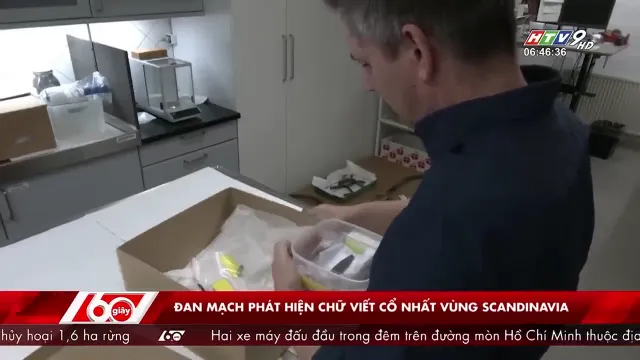 HTV9 HD
06:46:36
60 giây
ĐAN MẠCH PHÁT HIỆN CHỮ VIẾT CỔ NHẤT VÙNG SCANDINAVIA
hủy hoại 1,6 ha rừng 60 Hai xe máy đấu đầu trong đêm trên đường mòn Hồ Chí Minh thuộc địa